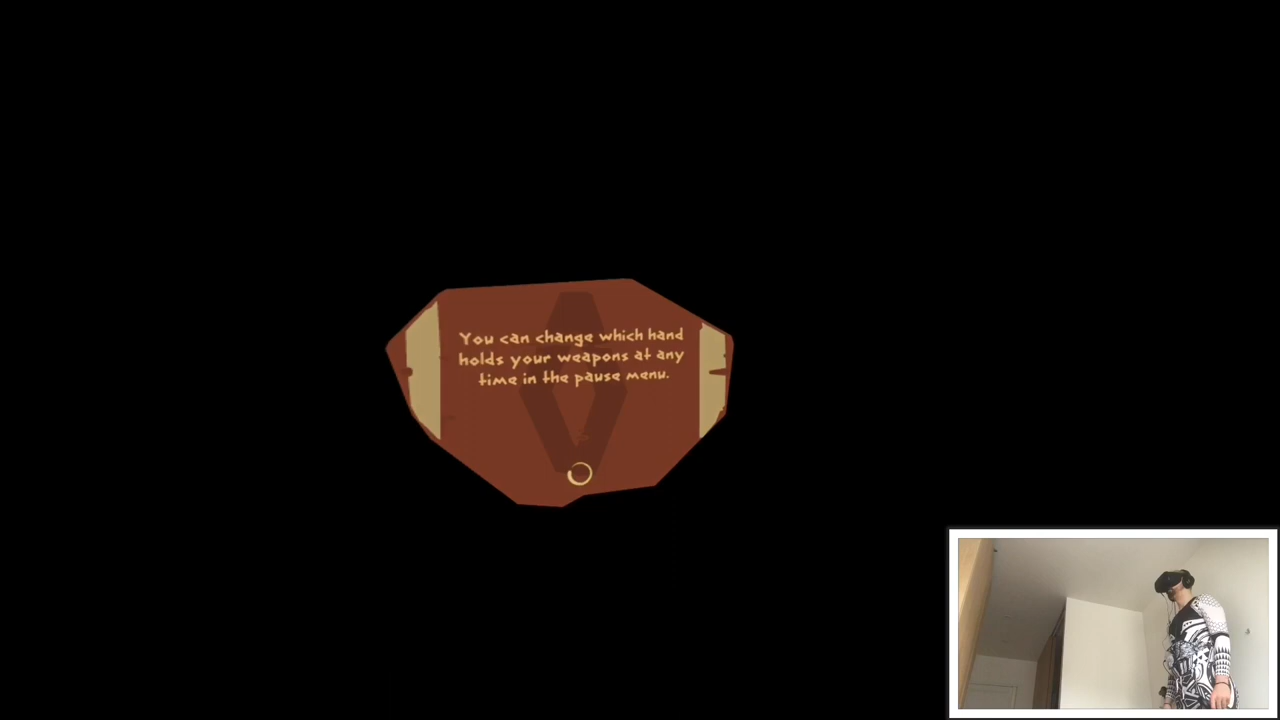 You can change which hand
holds your weapons at any
time in the pause menu.